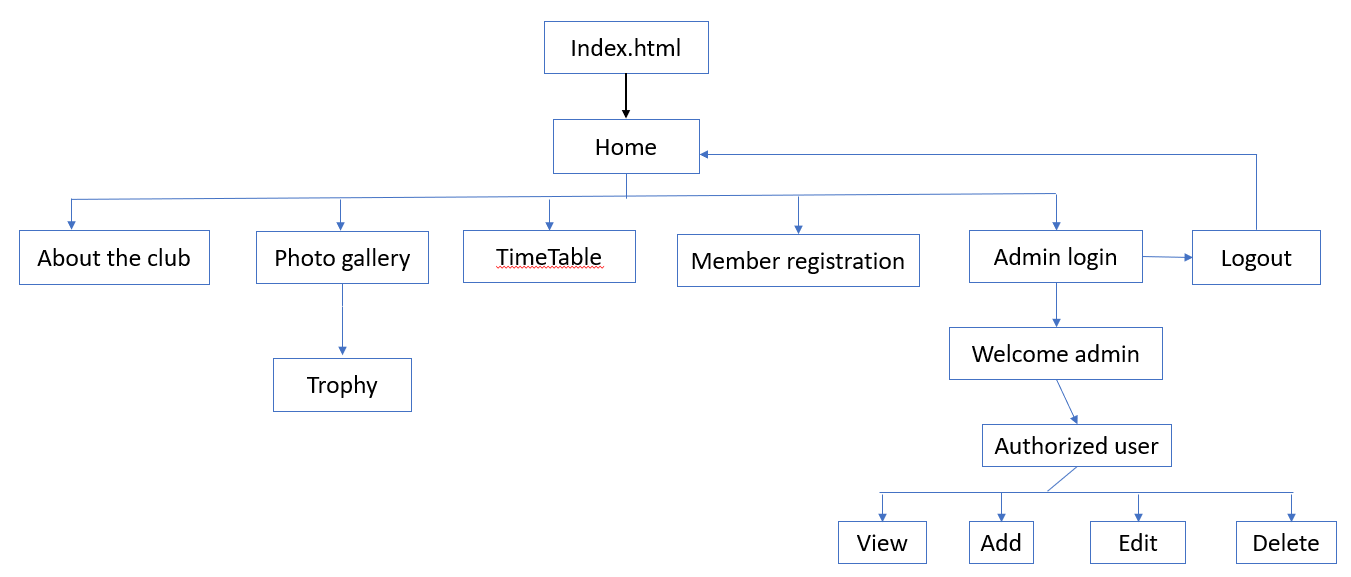 Index.html
Home
About the club
Photo gallery
TimeTable
Member registration
Admin login
Logout
Welcome admin
Trophy
Authorized user
View
Add
Edit
Delete